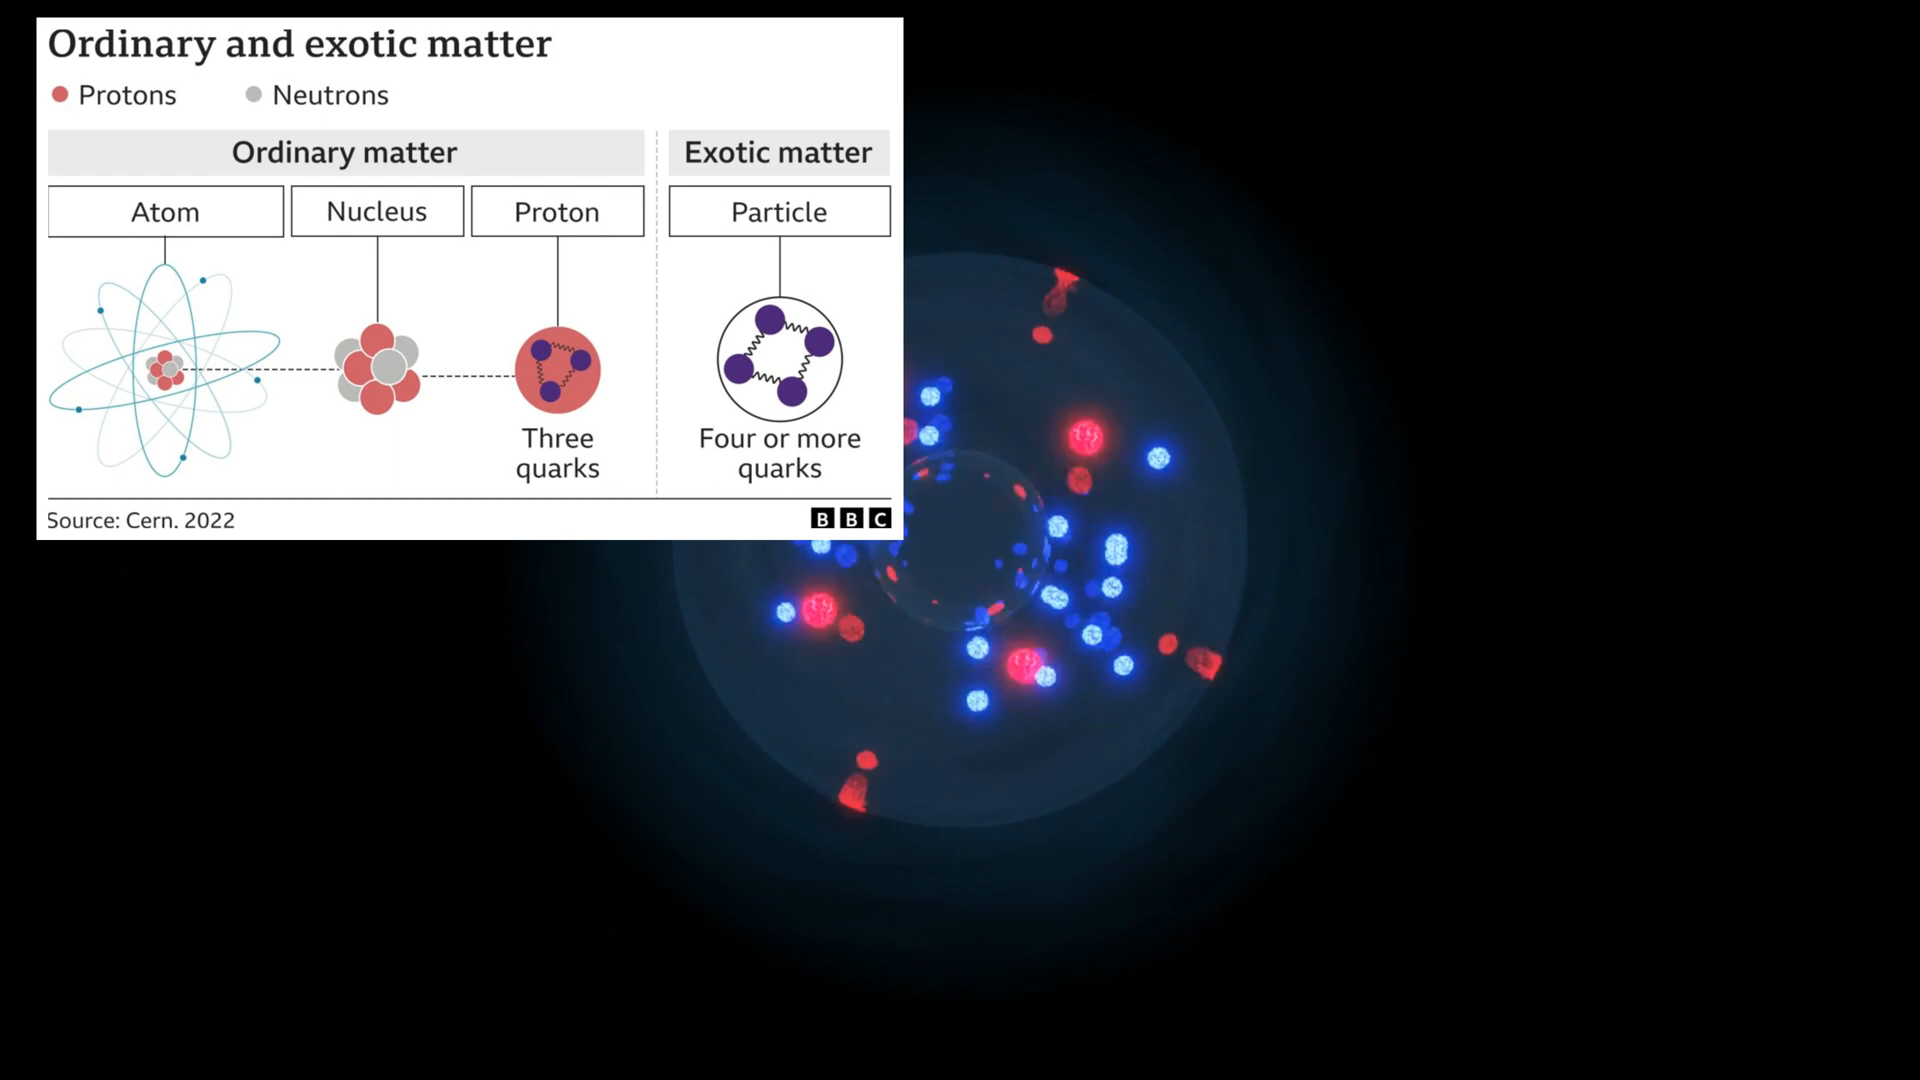 Ordinary and exotic matter
Protons Neutrons
Ordinary matter
Exotic matter
Atom
Nucleus
Proton
Particle
Three
quarks
Four or more
quarks
Source: Cern. 2022
BBC